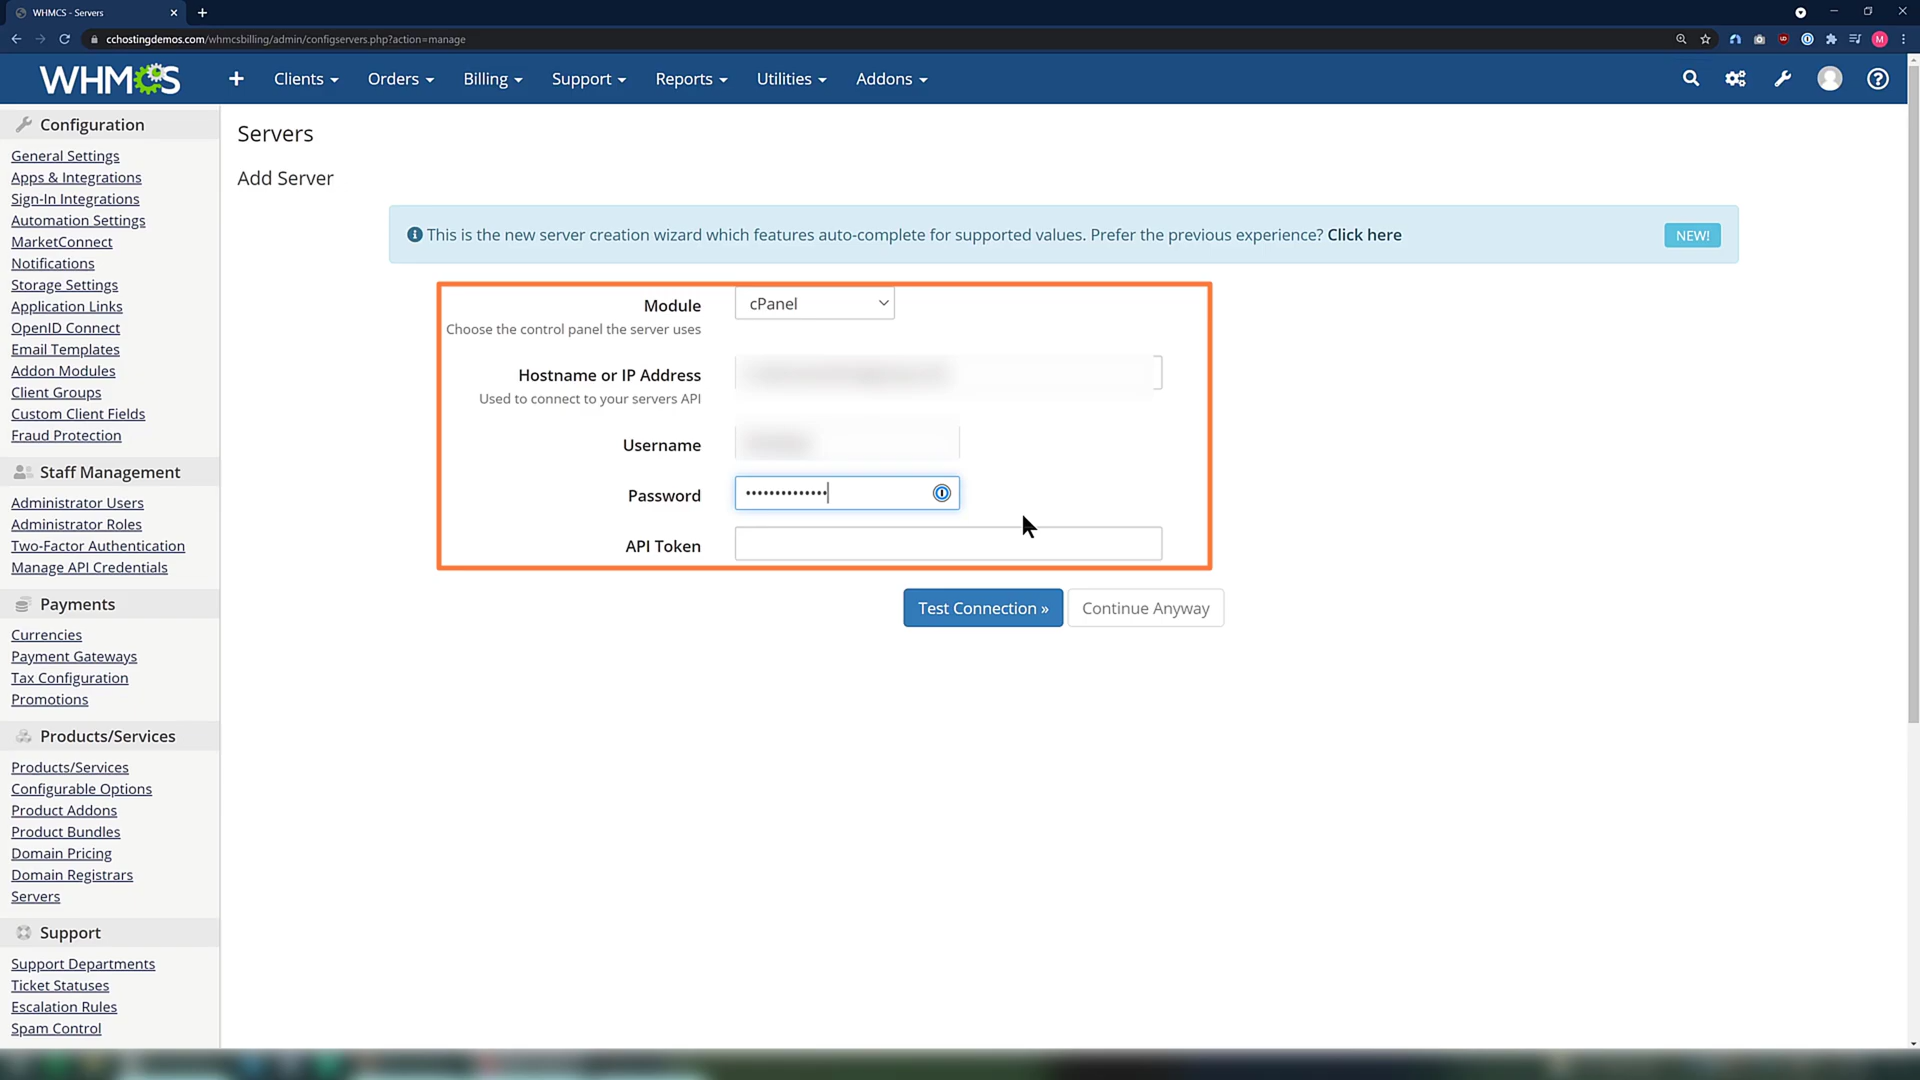 WHMCS - Servers
cchostingdemos.com/whmcsbilling/admin/configservers.php?action=manage
M
WHMCS
Clients
Orders
Billing
Support
Reports
Utilities
Addons
Configuration
General Settings
Apps & Integrations
Sign-In Integrations
Automation Settings
MarketConnect
Notifications
Storage Settings
Application Links
OpenID Connect
Email Templates
Addon Modules
Client Groups
Custom Client Fields
Fraud Protection
Staff Management
Administrator Users
Administrator Roles
Two-Factor Authentication
Manage API Credentials
Payments
Currencies
Payment Gateways
Tax Configuration
Promotions
Products/Services
Products/Services
Configurable Options
Product Addons
Product Bundles
Domain Pricing
Domain Registrars
Servers
Support
Support Departments
Ticket Statuses
Escalation Rules
Spam Control
Servers
Add Server
This is the new server creation wizard which features auto-complete for supported values. Prefer the previous experience? Click here
NEW!
Module
cPanel
Choose the control panel the server uses
Hostname or IP Address
Used to connect to your servers API
Username
Password
••••••••••••••
API Token
Test Connection »
Continue Anyway